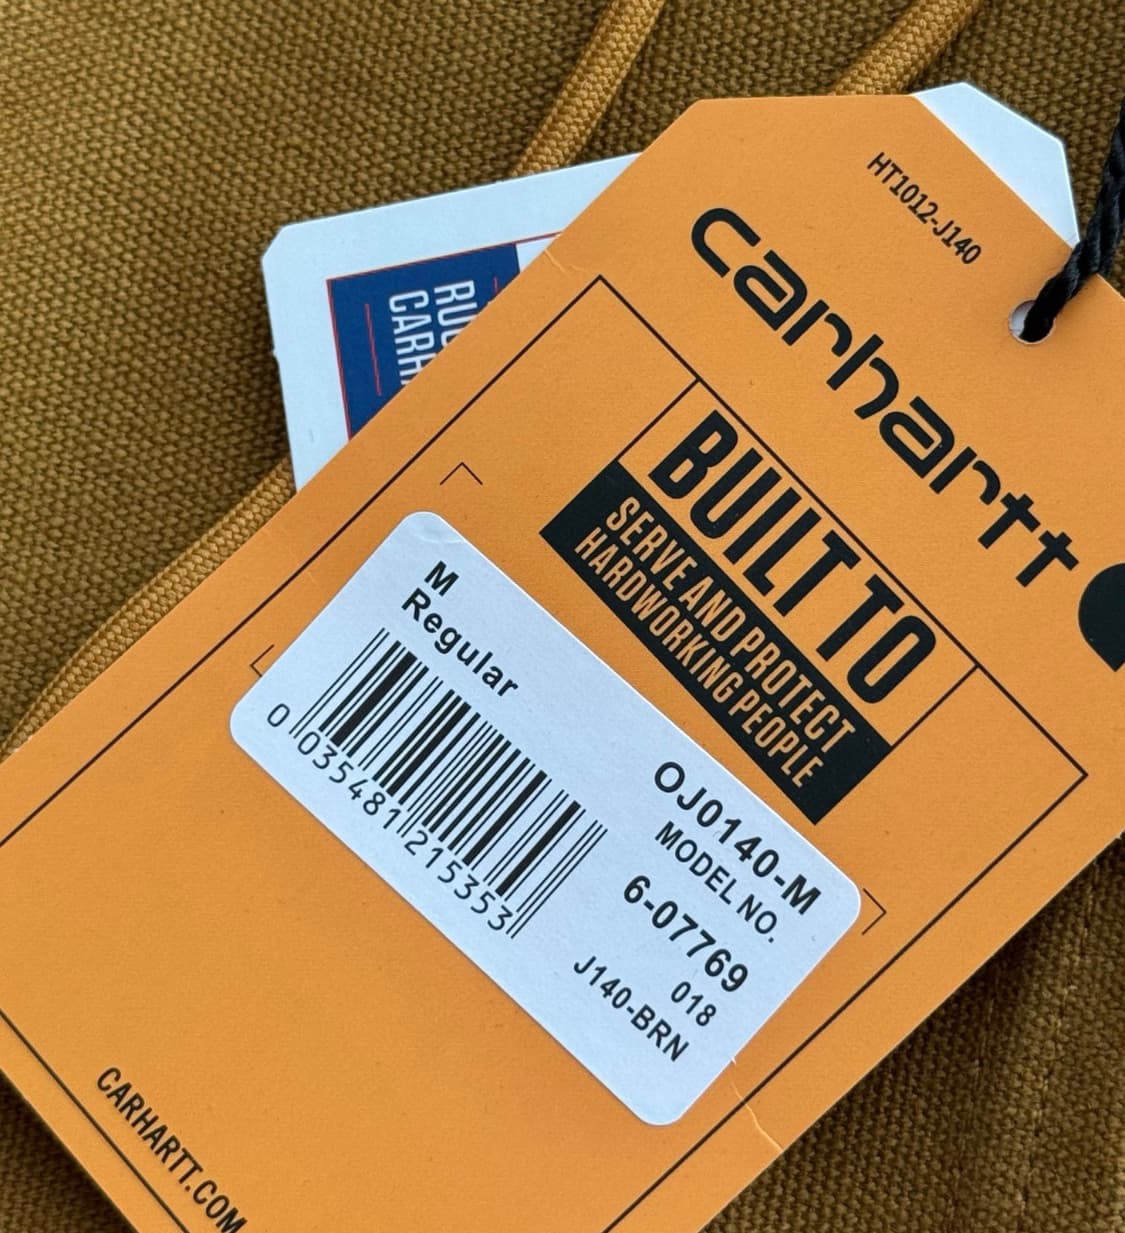 HT1012-J140
carhartt
BUILT TO
SERVE AND PROTECT
HARDWORKING PEOPLE
M
Regular
0 035481 215353
OJ0140-M
MODEL NO.
6-07769
018
J140-BRN
CARHARTT.COM